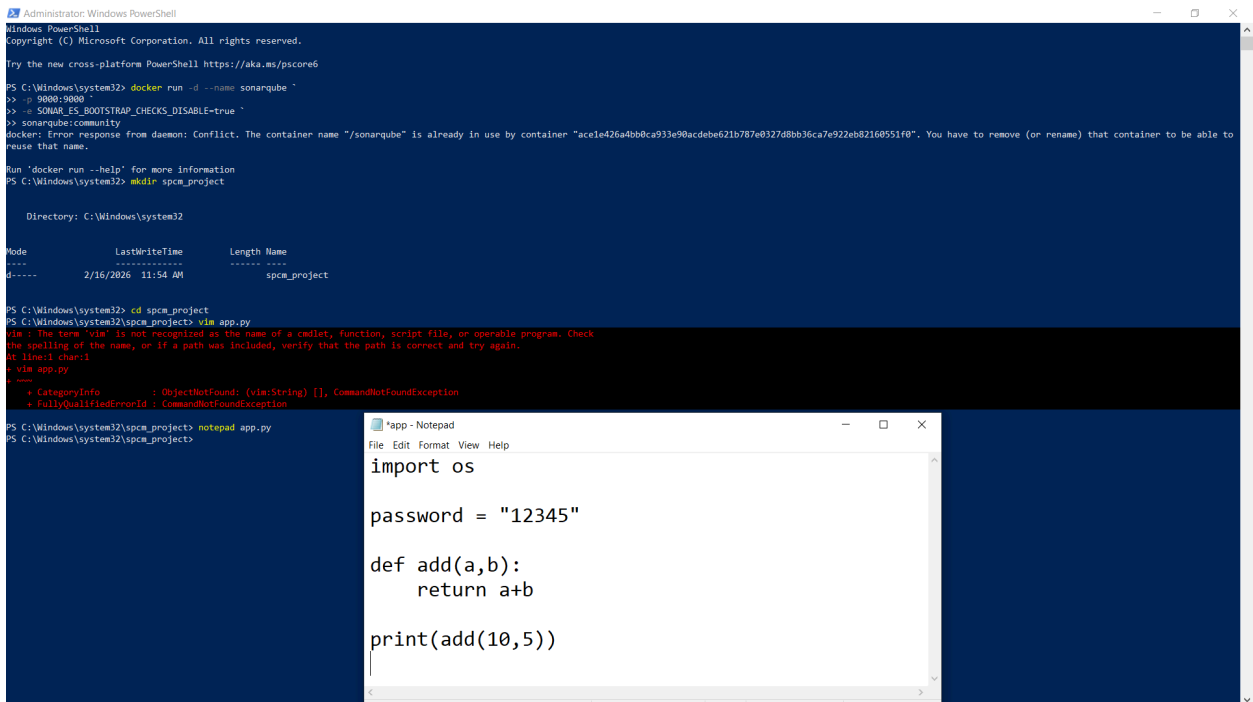 Administrator: Windows PowerShell
Windows PowerShell
Copyright (C) Microsoft Corporation. All rights reserved.
Try the new cross-platform PowerShell https://aka.ms/pscore6
PS C:\Windows\system32> docker run -d --name sonarqube `
>> -p 9000:9000 `
>> -e SONAR_ES_BOOTSTRAP_CHECKS_DISABLE=true `
>> sonarqube:community
docker: Error response from daemon: Conflict. The container name "/sonarqube" is already in use by container "ace1e426a4bb0ca933e90acdebe621b787e0327d8bb36ca7e922eb82160551f0". You have to remove (or rename) that container to be able to
reuse that name.
Run 'docker run --help' for more information
PS C:\Windows\system32> mkdir spcm_project
Directory: C:\Windows\system32
Mode LastWriteTime Length Name
---- ------------- ------ ----
d----- 2/16/2026 11:54 AM spcm_project
PS C:\Windows\system32> cd spcm_project
PS C:\Windows\system32\spcm_project> vim app.py
vim : The term 'vim' is not recognized as the name of a cmdlet, function, script file, or operable program. Check
the spelling of the name, or if a path was included, verify that the path is correct and try again.
At line:1 char:1
+ vim app.py
+ ~~~
+ CategoryInfo : ObjectNotFound: (vim:String) [], CommandNotFoundException
+ FullyQualifiedErrorId : CommandNotFoundException
PS C:\Windows\system32\spcm_project> notepad app.py
PS C:\Windows\system32\spcm_project>
*app - Notepad
File Edit Format View Help
import os
password = "12345"
def add(a,b):
    return a+b
print(add(10,5))